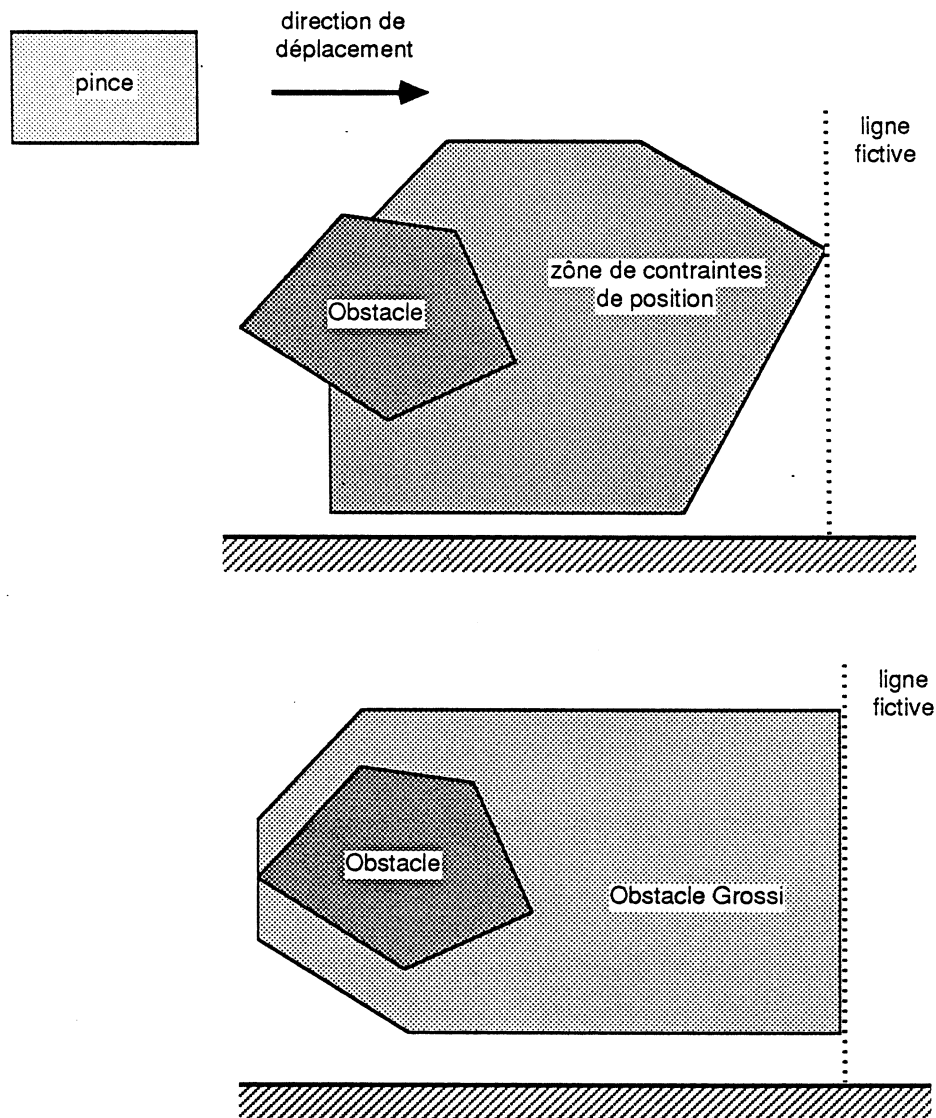 direction de
déplacement
pince
ligne
fictive
zône de contraintes
de position
Obstacle
ligne
fictive
Obstacle
Obstacle Grossi